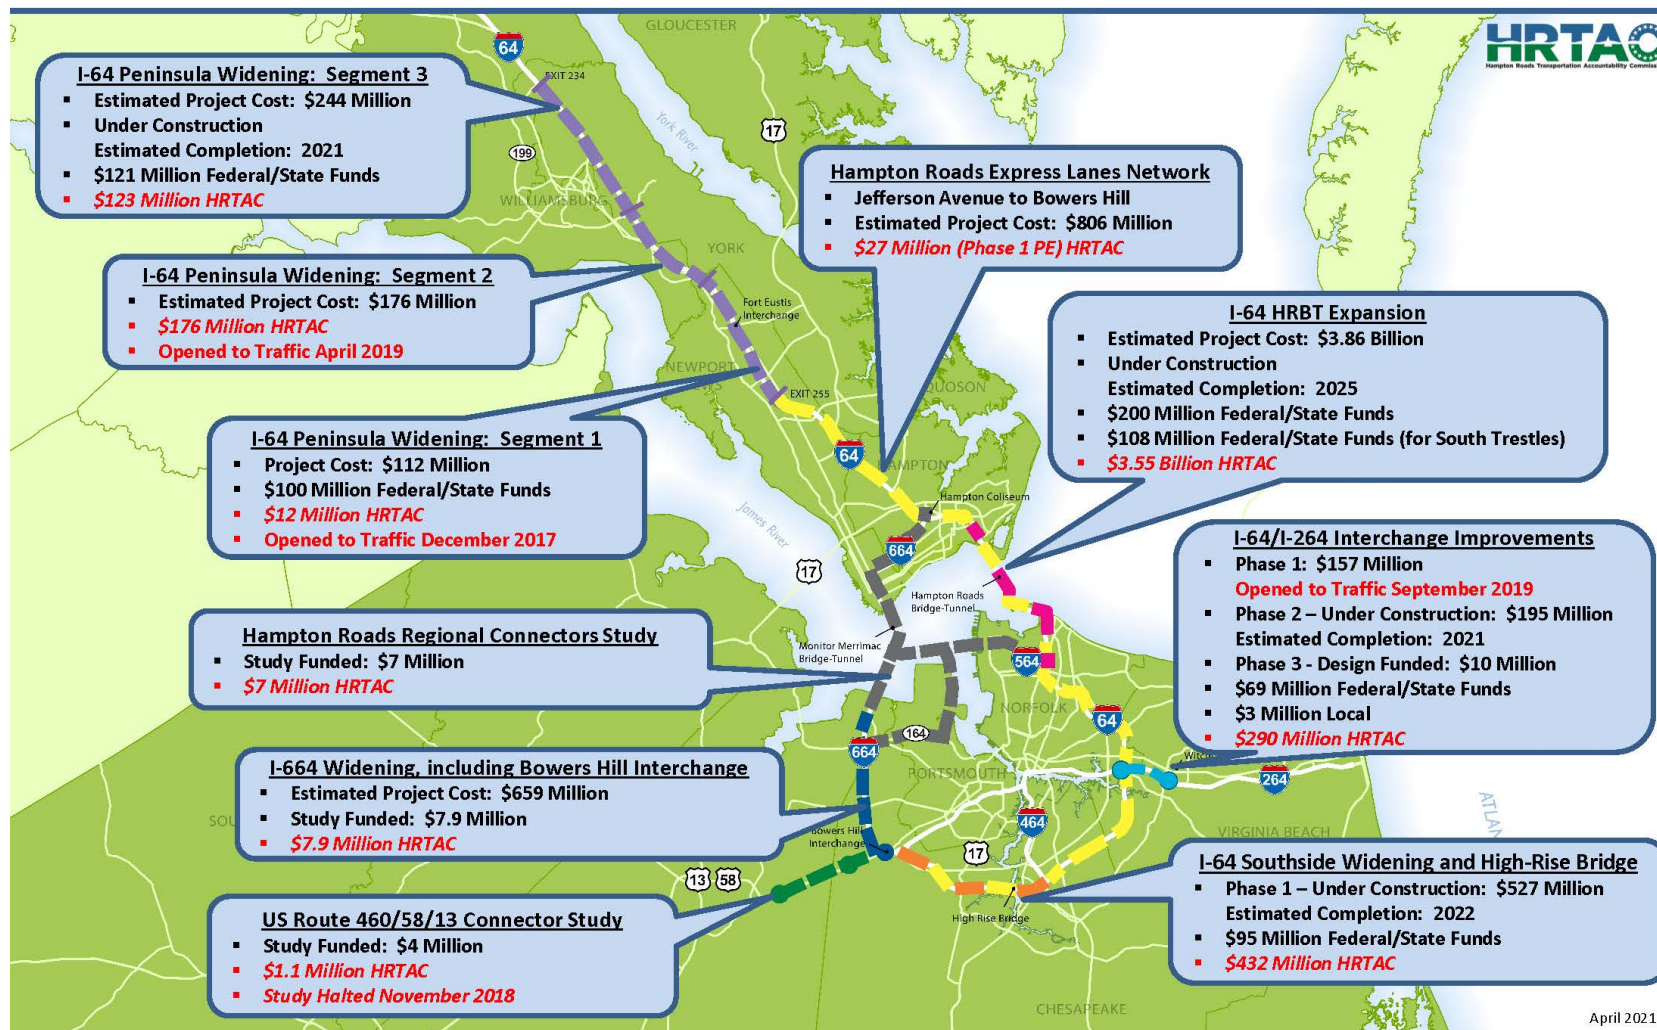 HRTAC
Hampton Roads Transportation Accountability
GLOUCESTER
64
EXIT 234
I-64 Peninsula Widening: Segment 3
▪ Estimated Project Cost: $244 Million
▪ Under Construction
Estimated Completion: 2021
▪ $121 Million Federal/State Funds
▪ $123 Million HRTAC
York River
17
199
WILLIAMSBURG
YORK
Hampton Roads Express Lanes Network
▪ Jefferson Avenue to Bowers Hill
▪ Estimated Project Cost: $806 Million
▪ $27 Million (Phase 1 PE) HRTAC
I-64 Peninsula Widening: Segment 2
▪ Estimated Project Cost: $176 Million
▪ $176 Million HRTAC
▪ Opened to Traffic April 2019
Fort Eustis
Interchange
I-64 HRBT Expansion
▪ Estimated Project Cost: $3.86 Billion
▪ Under Construction
Estimated Completion: 2025
▪ $200 Million Federal/State Funds
▪ $108 Million Federal/State Funds (for South Trestles)
▪ $3.55 Billion HRTAC
NEWPORT
EXIT 255
QUOSON
I-64 Peninsula Widening: Segment 1
▪ Project Cost: $112 Million
▪ $100 Million Federal/State Funds
▪ $12 Million HRTAC
▪ Opened to Traffic December 2017
64
HAMPTON
Hampton Coliseum
James River
664
17
Hampton Roads
Bridge-Tunnel
I-64/I-264 Interchange Improvements
▪ Phase 1: $157 Million
Opened to Traffic September 2019
▪ Phase 2 – Under Construction: $195 Million
Estimated Completion: 2021
▪ Phase 3 - Design Funded: $10 Million
▪ $69 Million Federal/State Funds
▪ $3 Million Local
▪ $290 Million HRTAC
Hampton Roads Regional Connectors Study
▪ Study Funded: $7 Million
▪ $7 Million HRTAC
Monitor Merrimac
Bridge-Tunnel
564
NORFOLK
64
164
664
PORTSMOUTH
264
464
I-664 Widening, including Bowers Hill Interchange
▪ Estimated Project Cost: $659 Million
▪ Study Funded: $7.9 Million
▪ $7.9 Million HRTAC
Bowers Hill
Interchange
VIRGINIA BEACH
17
13 58
High Rise Bridge
I-64 Southside Widening and High-Rise Bridge
▪ Phase 1 – Under Construction: $527 Million
Estimated Completion: 2022
▪ $95 Million Federal/State Funds
▪ $432 Million HRTAC
US Route 460/58/13 Connector Study
▪ Study Funded: $4 Million
▪ $1.1 Million HRTAC
▪ Study Halted November 2018
CHESAPEAKE
April 2021